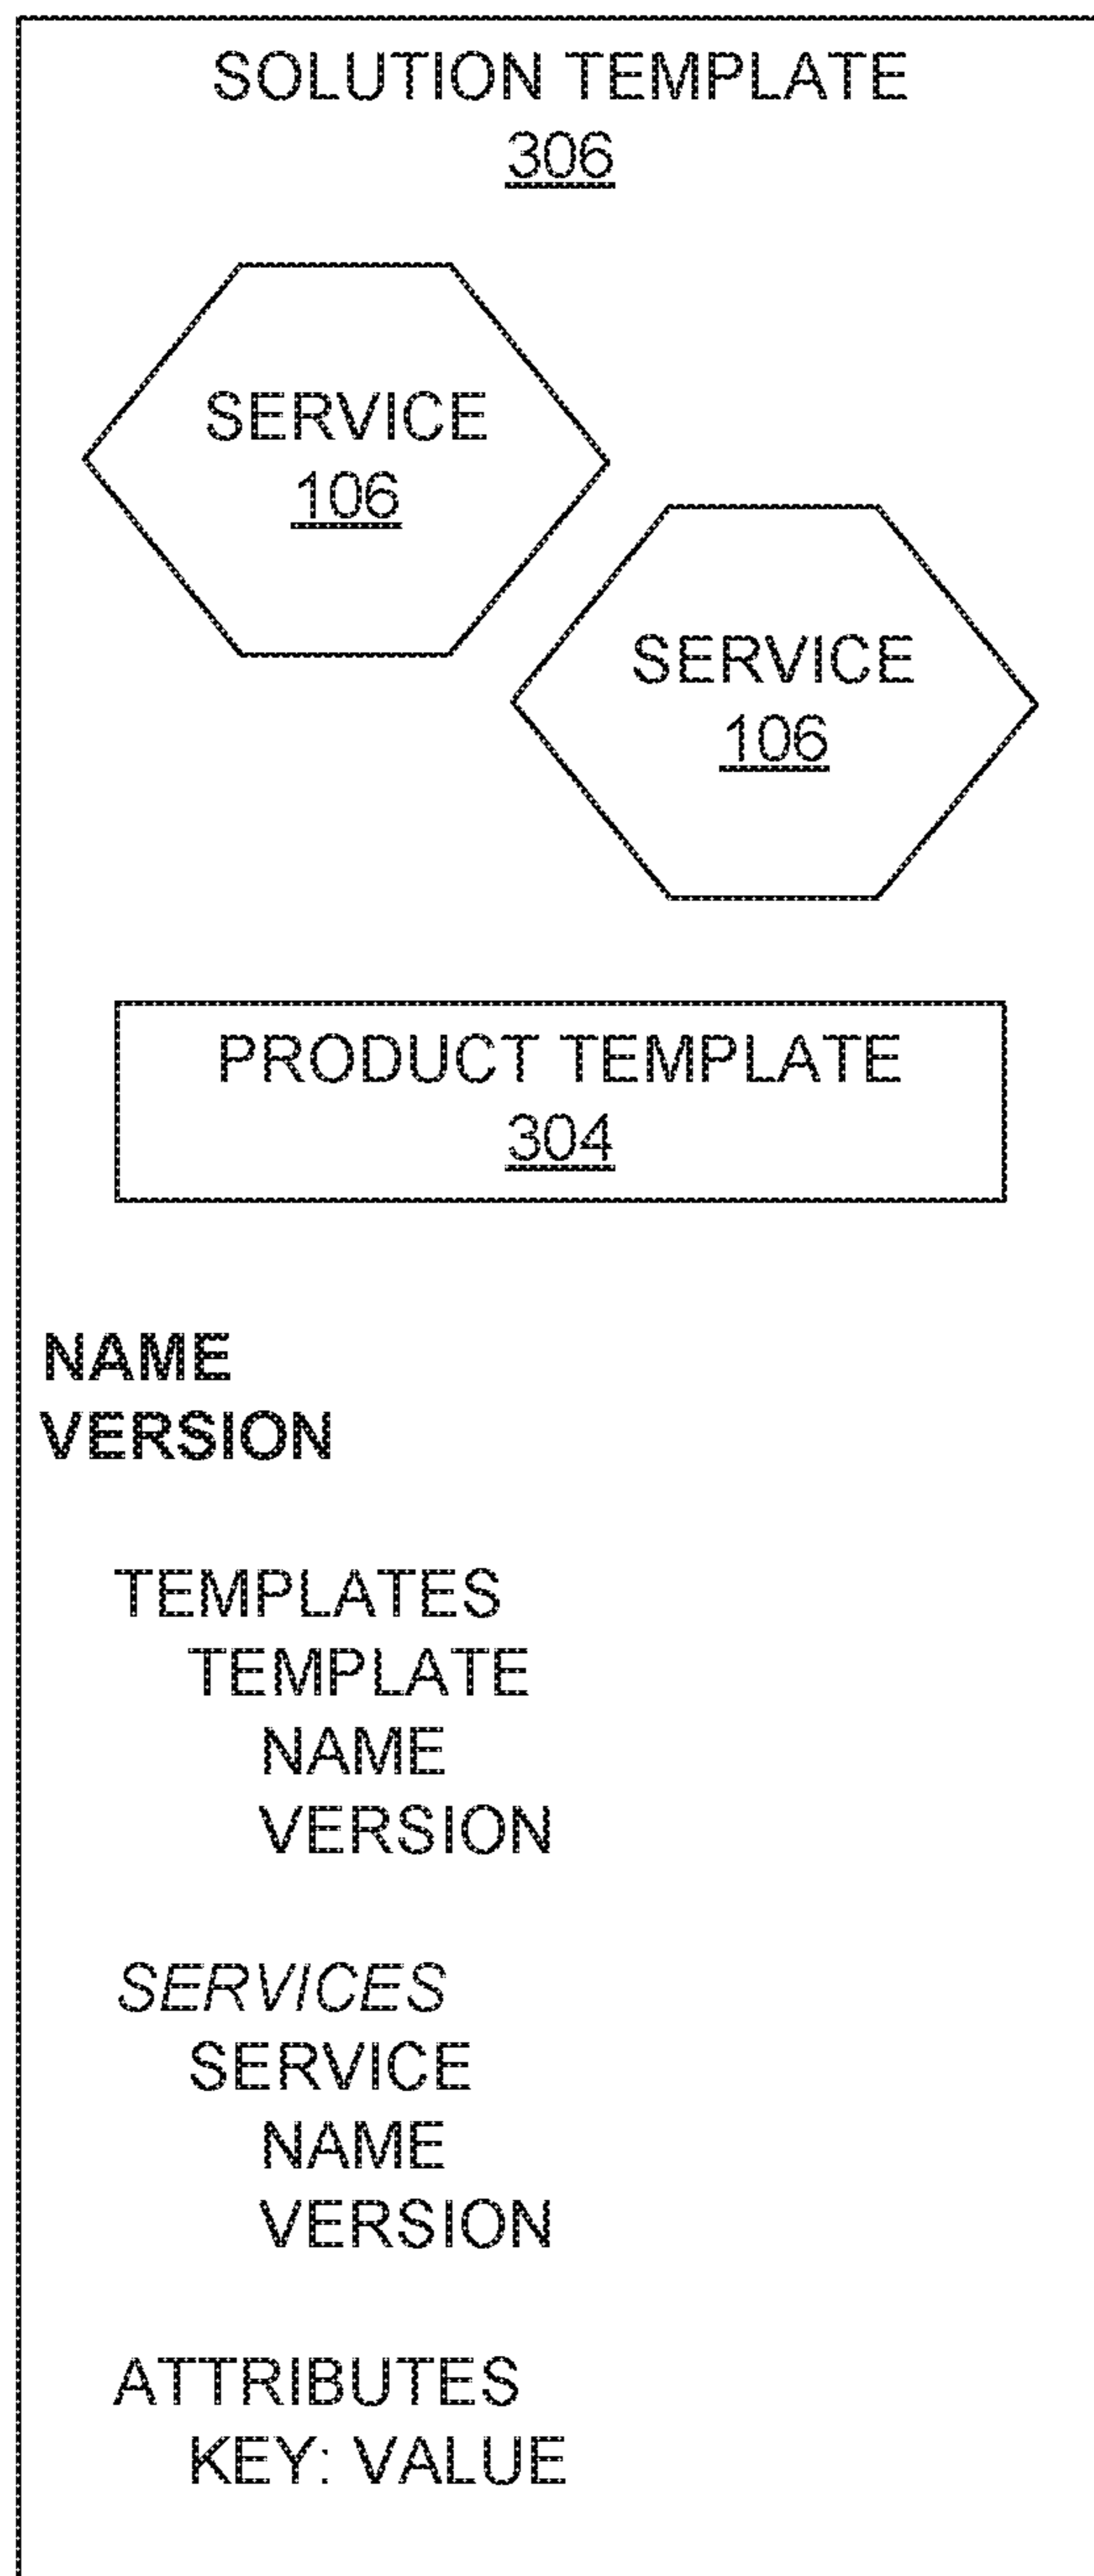 SOLUTION TEMPLATE
306
SERVICE
106
SERVICE
106
PRODUCT TEMPLATE
304
NAME
VERSION
TEMPLATES
TEMPLATE
NAME
VERSION
SERVICES
SERVICE
NAME
VERSION
ATTRIBUTES
KEY: VALUE